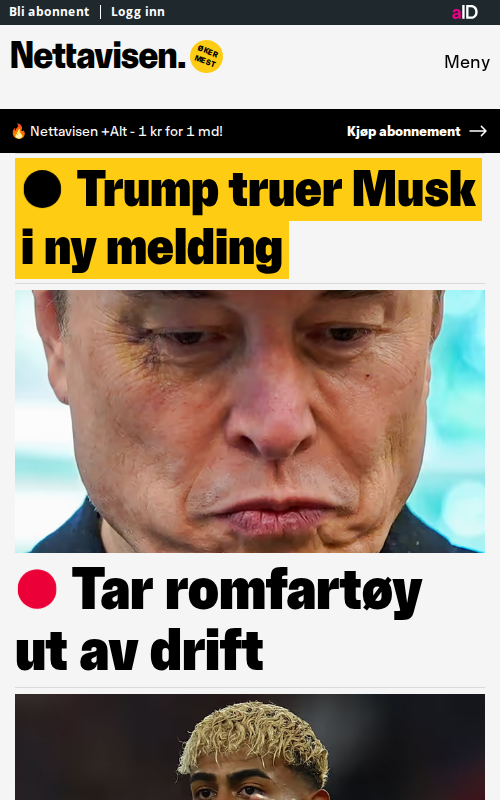 Bli abonnent | Logg inn
aID
Nettavisen.
ØKER
MEST
Meny
🔥 Nettavisen +Alt - 1 kr for 1 md!
Kjøp abonnement →
● Trump truer Musk
i ny melding
Tar romfartøy
ut av drift